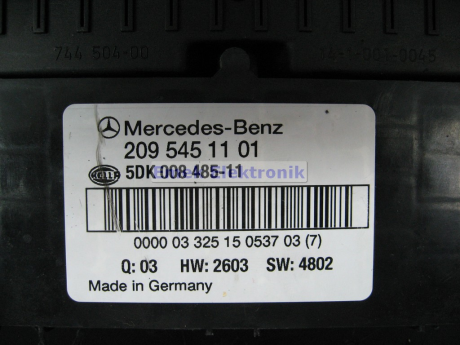 744 504-00
Mercedes-Benz
209 545 11 01
HELLA 5DK 008 485-11
0000 03 325 15 0537 03 (7)
Q: 03 HW: 2603 SW: 4802
Made in Germany